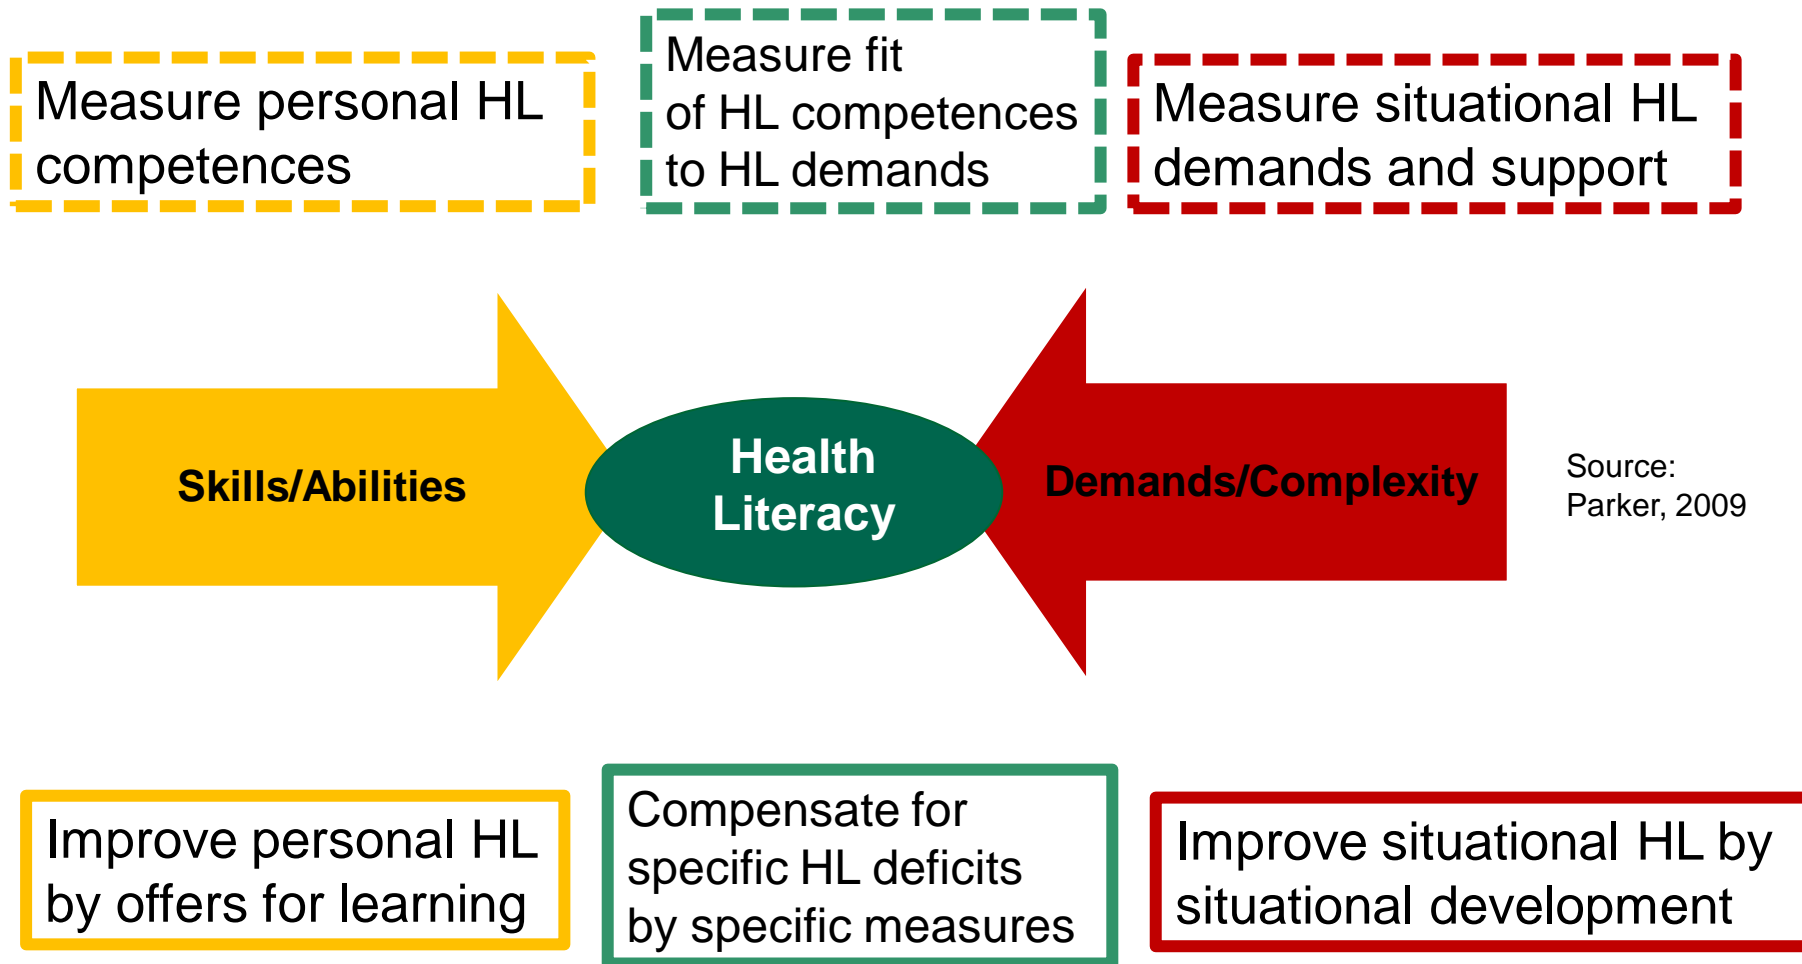 Measure personal HL
competences
Measure fit
of HL competences
to HL demands
Measure situational HL
demands and support
Skills/Abilities
Health
Literacy
Demands/Complexity
Source:
Parker, 2009
Improve personal HL
by offers for learning
Compensate for
specific HL deficits
by specific measures
Improve situational HL by
situational development